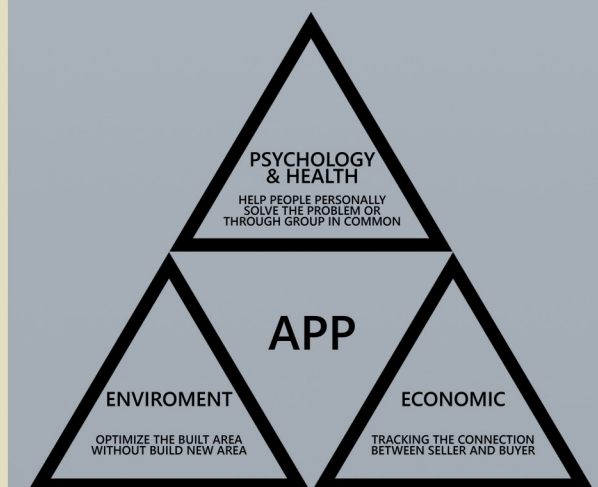 PSYCHOLOGY
& HEALTH
HELP PEOPLE PERSONALLY
SOLVE THE PROBLEM OR
THROUGH GROUP IN COMMON
APP
ENVIROMENT
OPTIMIZE THE BUILT AREA
WITHOUT BUILD NEW AREA
ECONOMIC
TRACKING THE CONNECTION
BETWEEN SELLER AND BUYER